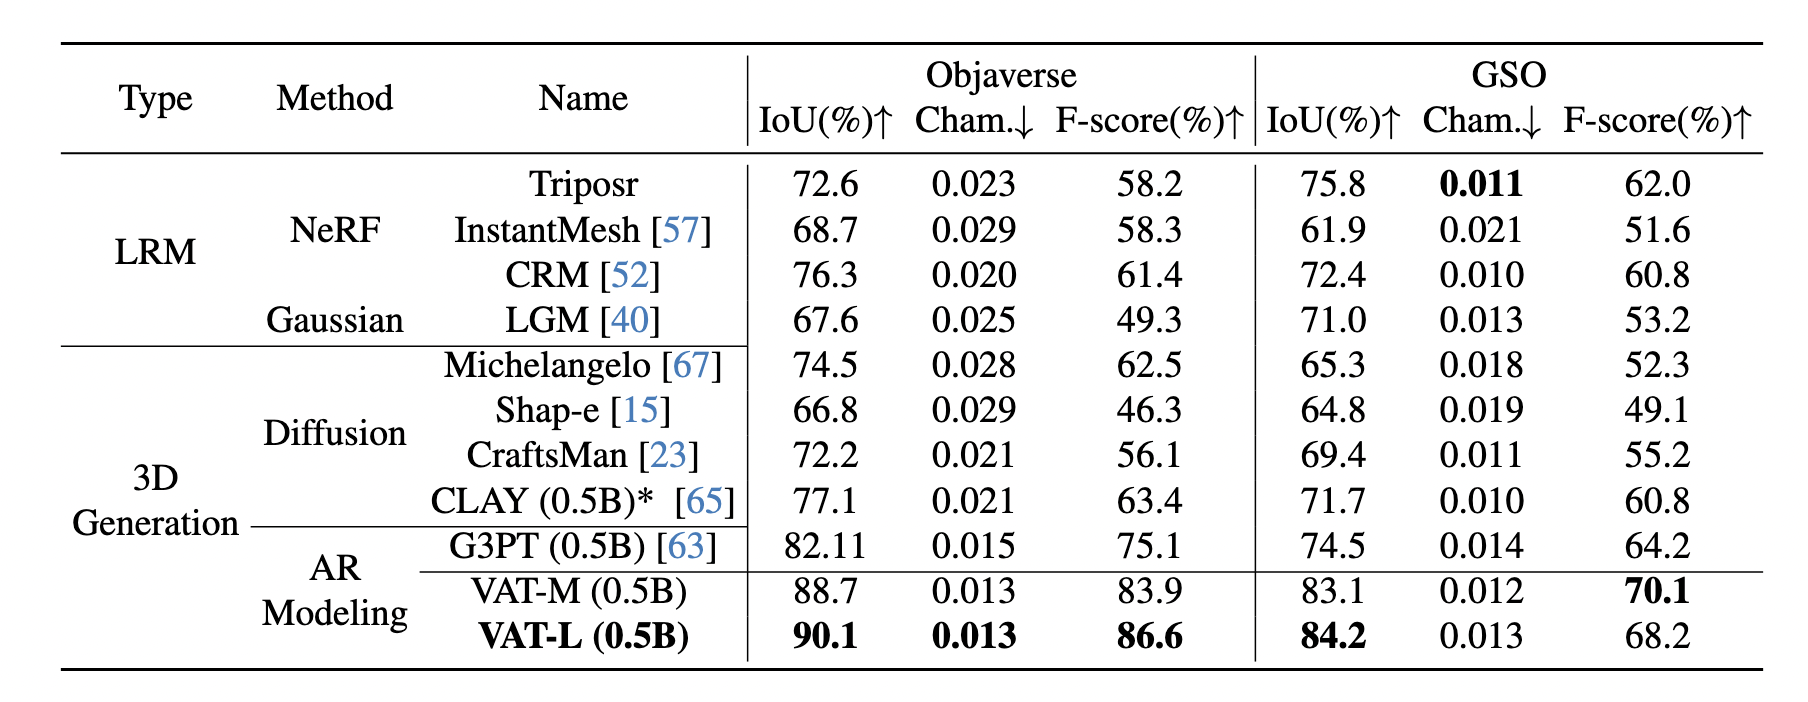 Type Method Name Objaverse GSO
IoU(%)↑ Cham.↓ F-score(%)↑ IoU(%)↑ Cham.↓ F-score(%)↑
LRM NeRF Triposr 72.6 0.023 58.2 75.8 0.011 62.0
InstantMesh [57] 68.7 0.029 58.3 61.9 0.021 51.6
CRM [52] 76.3 0.020 61.4 72.4 0.010 60.8
Gaussian LGM [40] 67.6 0.025 49.3 71.0 0.013 53.2
3D Generation Diffusion Michelangelo [67] 74.5 0.028 62.5 65.3 0.018 52.3
Shap-e [15] 66.8 0.029 46.3 64.8 0.019 49.1
CraftsMan [23] 72.2 0.021 56.1 69.4 0.011 55.2
CLAY (0.5B)* [65] 77.1 0.021 63.4 71.7 0.010 60.8
AR Modeling G3PT (0.5B) [63] 82.11 0.015 75.1 74.5 0.014 64.2
VAT-M (0.5B) 88.7 0.013 83.9 83.1 0.012 70.1
VAT-L (0.5B) 90.1 0.013 86.6 84.2 0.013 68.2